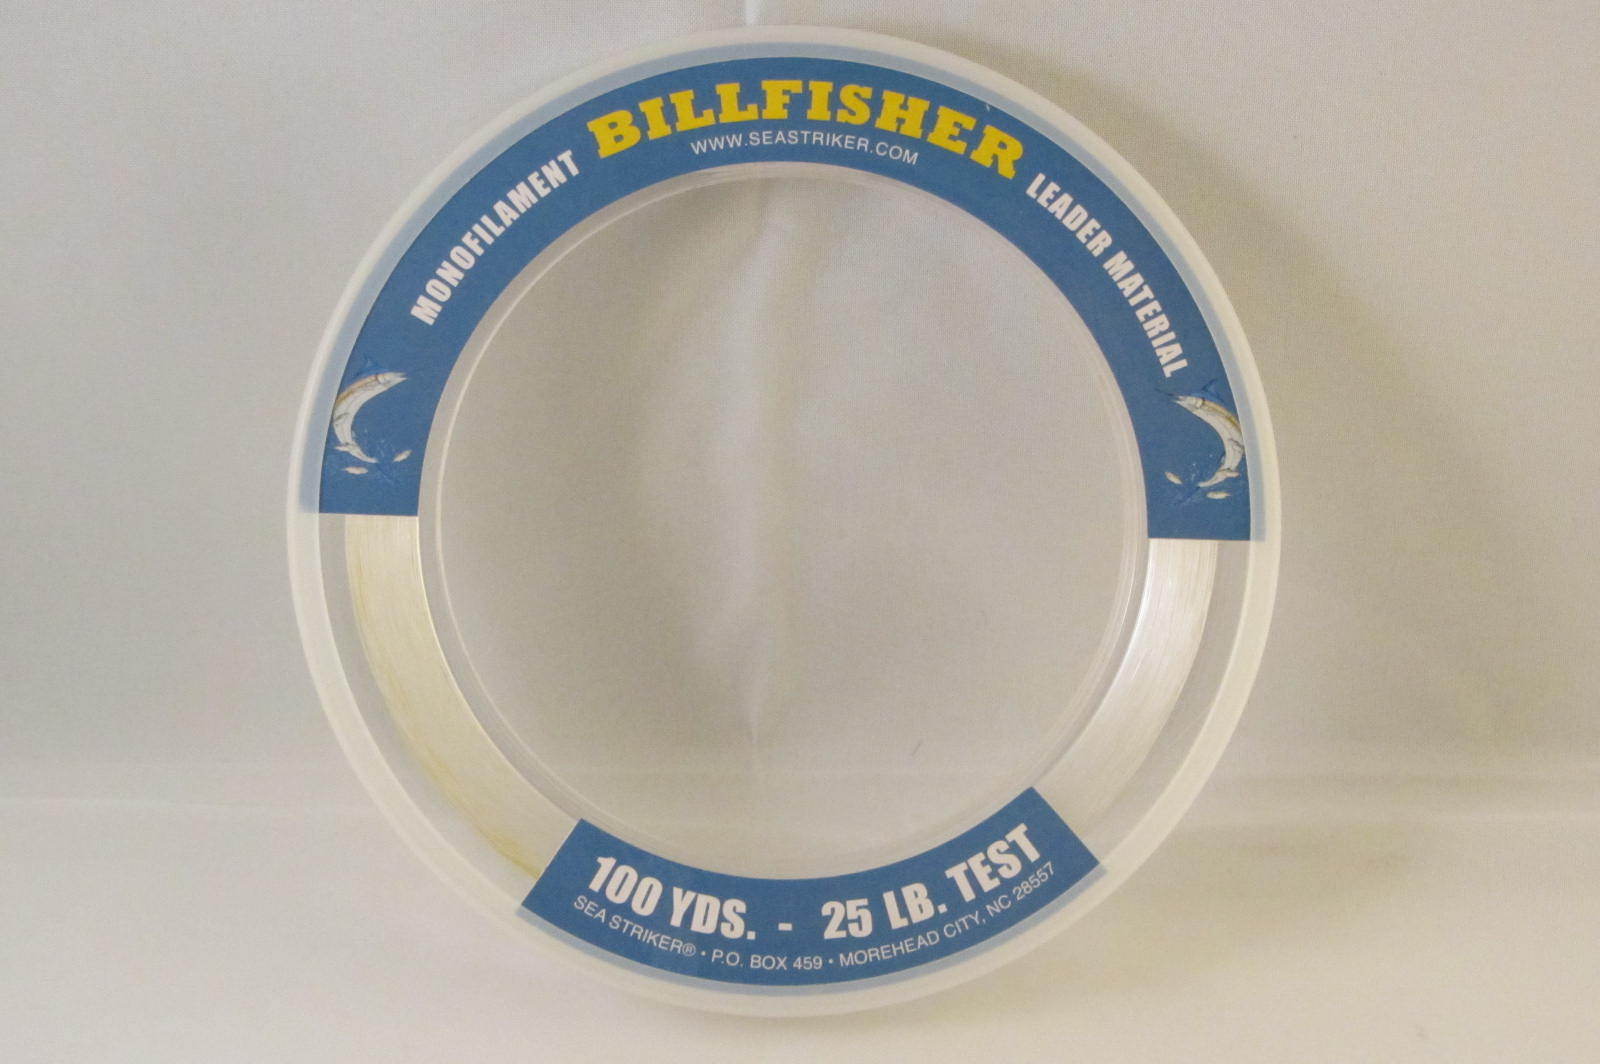 MONOFILAMENT BILLFISHER LEADER MATERIAL
WWW.SEASTRIKER.COM
100 YDS. - 25 LB. TEST
SEA STRIKER® • P.O. BOX 459 • MOREHEAD CITY, NC 28557